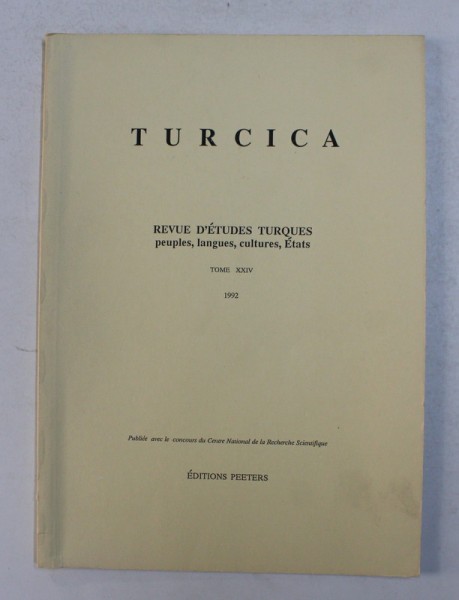 TURCICA
REVUE D'ÉTUDES TURQUES
peuples, langues, cultures, États
TOME XXIV
1992
Publiée avec le concours du Centre National de la Recherche Scientifique
ÉDITIONS PEETERS